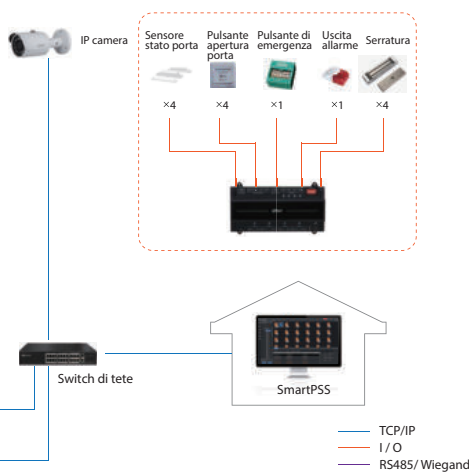 IP camera
Sensore
stato porta
Pulsante
apertura
porta
Pulsante di
emergenza
Uscita
allarme
Serratura
×4
×4
×1
×1
×4
Switch di tete
SmartPSS
TCP/IP
I / O
RS485/ Wiegand